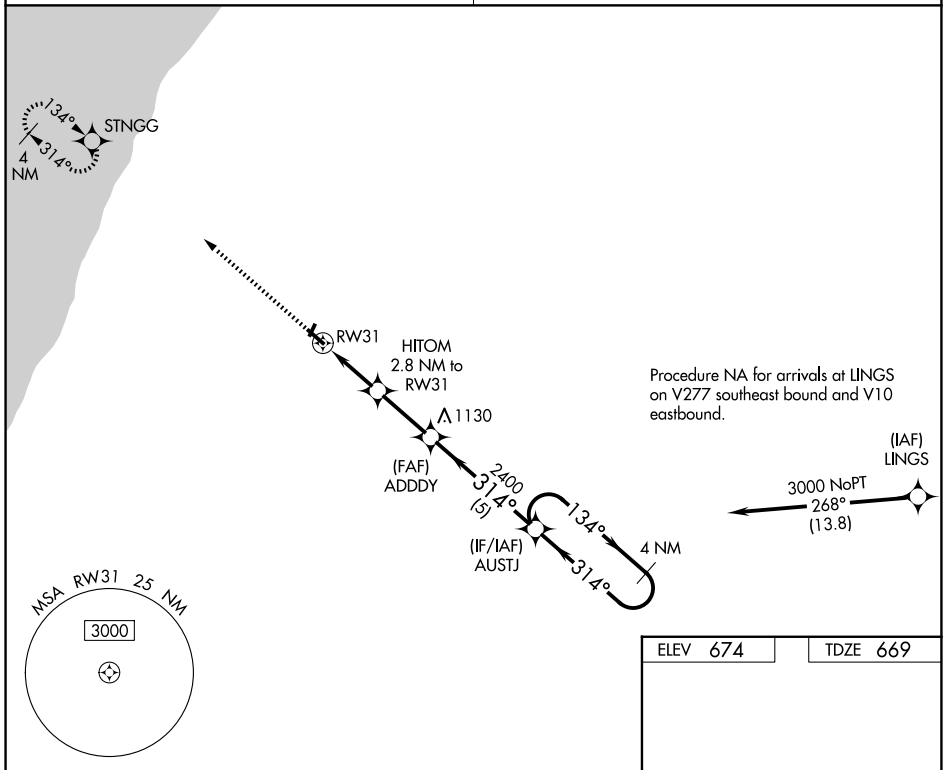 134°
STNGG
314°
4
NM
RW31
HITOM
2.8 NM to
RW31
Procedure NA for arrivals at LINGS
on V277 southeast bound and V10
eastbound.
1130
(FAF)
ADDDY
(IAF)
LINGS
2400
314°
(5)
3000 NoPT
268°
(13.8)
134°
(IF/IAF)
AUSTJ
4 NM
314°
MSA RW31 25 NM
3000
ELEV 674
TDZE 669